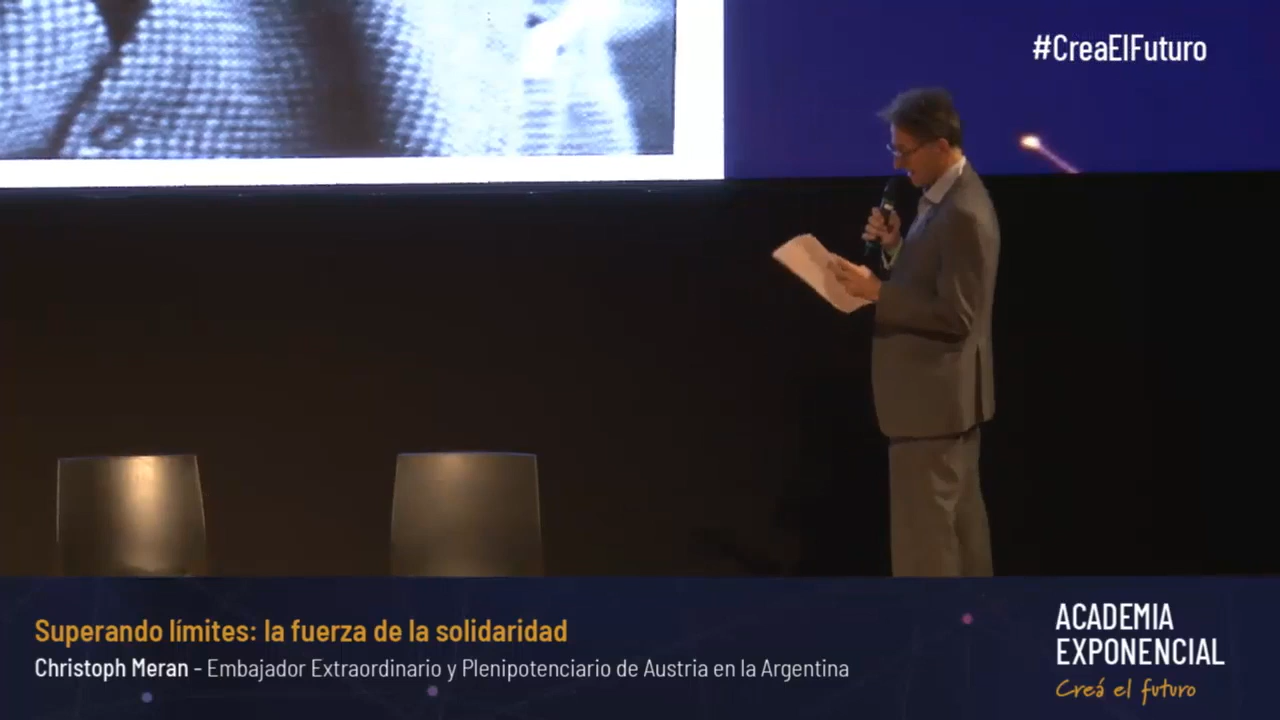 #CreaElFuturo
Superando límites: la fuerza de la solidaridad
Christoph Meran - Embajador Extraordinario y Plenipotenciario de Austria en la Argentina
ACADEMIA
EXPONENCIAL
Creá el futuro